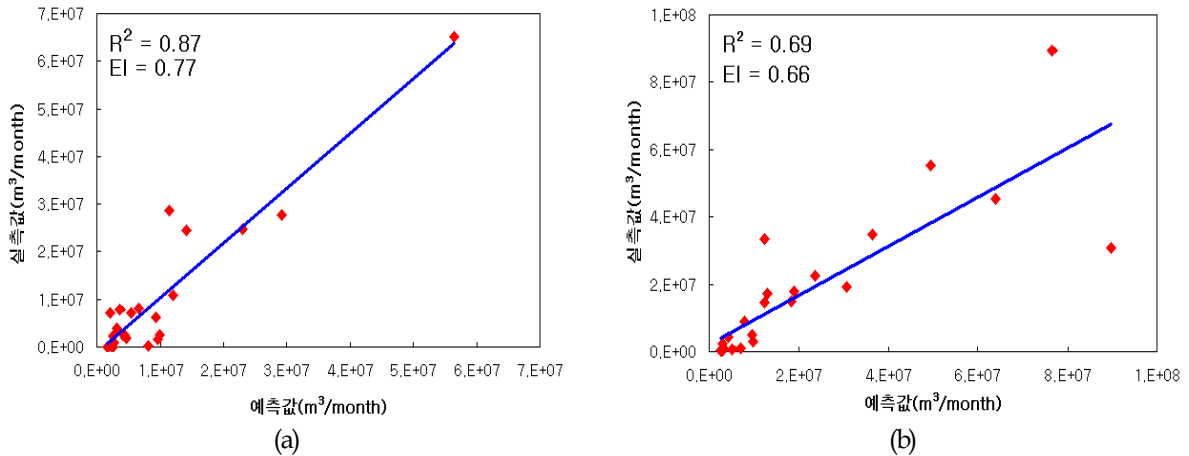 7.E+07
6.E+07
5.E+07
4.E+07
3.E+07
2.E+07
1.E+07
0.E+00
R² = 0.87
EI = 0.77
실측값(m³/month)
0.E+00 1.E+07 2.E+07 3.E+07 4.E+07 5.E+07 6.E+07 7.E+07
예측값(m³/month)
(a)
1.E+08
8.E+07
6.E+07
4.E+07
2.E+07
0.E+00
R² = 0.69
EI = 0.66
실측값(m³/month)
0.E+00 2.E+07 4.E+07 6.E+07 8.E+07 1.E+08
예측값(m³/month)
(b)